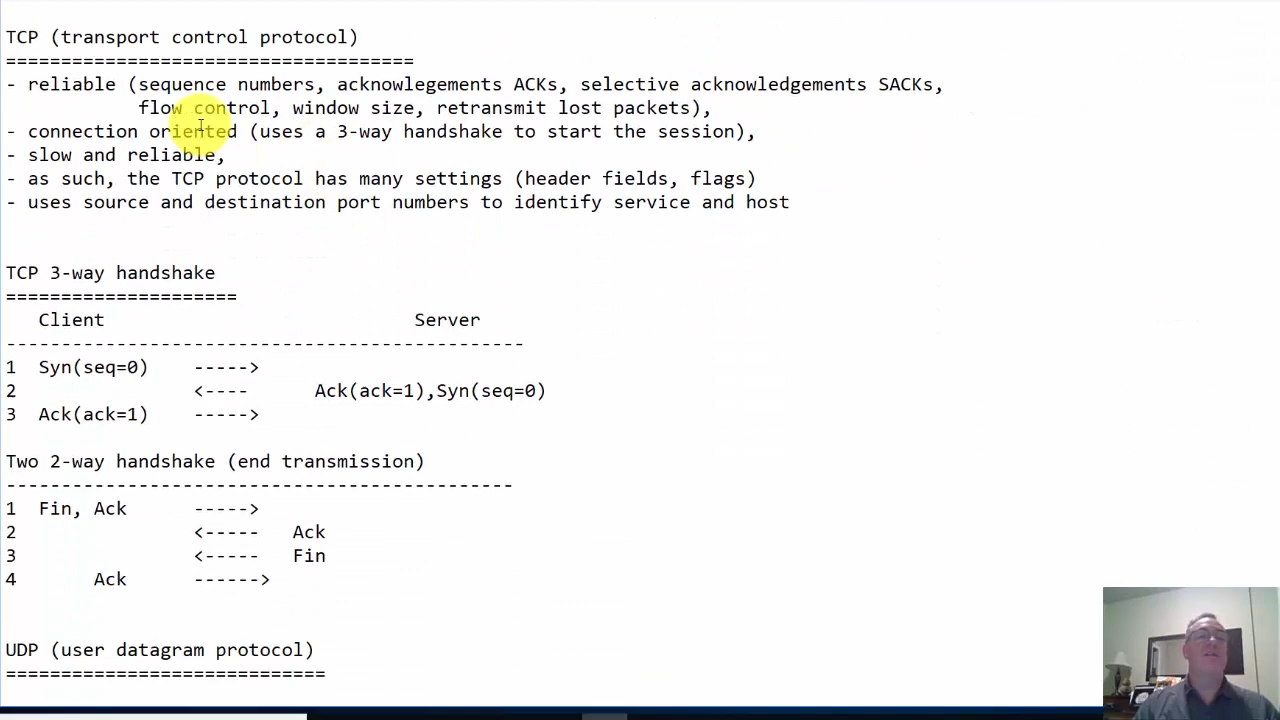 TCP (transport control protocol)
=====================================
- reliable (sequence numbers, acknowlegements ACKs, selective acknowledgements SACKs,
flow control, window size, retransmit lost packets),
- connection oriented (uses a 3-way handshake to start the session),
- slow and reliable,
- as such, the TCP protocol has many settings (header fields, flags)
- uses source and destination port numbers to identify service and host
TCP 3-way handshake
=====================
Client Server
-----------------------------------------------
1 Syn(seq=0) ----->
2 <---- Ack(ack=1),Syn(seq=0)
3 Ack(ack=1) ----->
Two 2-way handshake (end transmission)
----------------------------------------------
1 Fin, Ack ----->
2 <----- Ack
3 <----- Fin
4 Ack ------>
UDP (user datagram protocol)
=============================